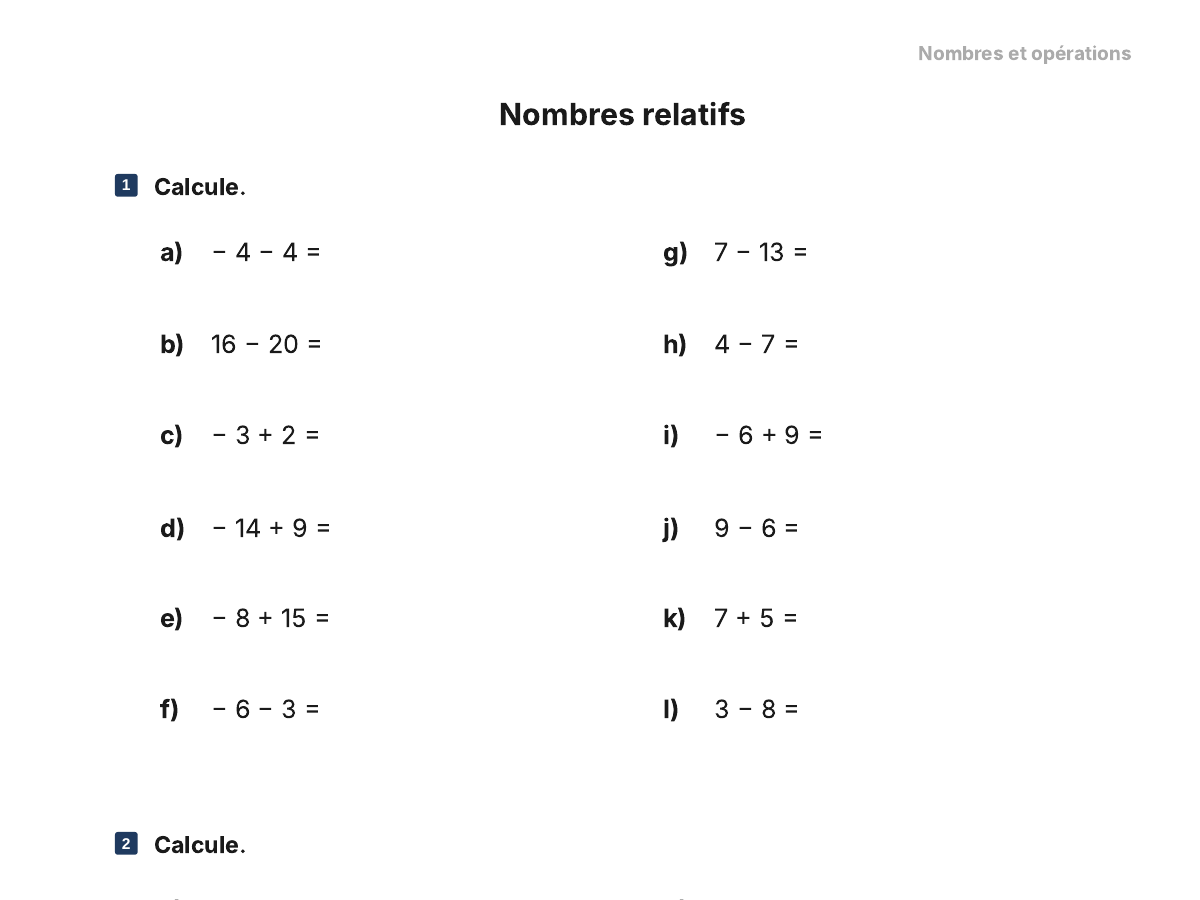 Nombres et opérations
Nombres relatifs
1 Calcule.
a) − 4 − 4 =
g) 7 − 13 =
b) 16 − 20 =
h) 4 − 7 =
c) − 3 + 2 =
i) − 6 + 9 =
d) − 14 + 9 =
j) 9 − 6 =
e) − 8 + 15 =
k) 7 + 5 =
f) − 6 − 3 =
l) 3 − 8 =
2 Calcule.